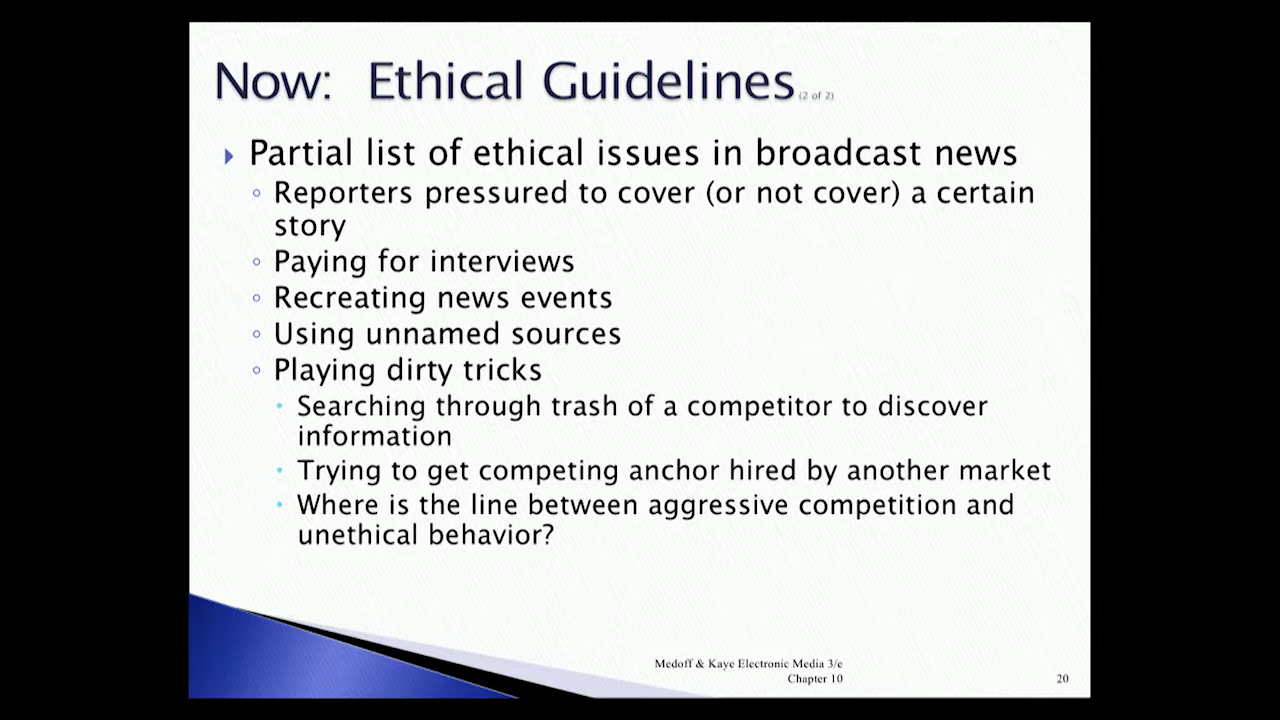 Now: Ethical Guidelines (2 of 2)
Partial list of ethical issues in broadcast news
Reporters pressured to cover (or not cover) a certain
story
Paying for interviews
Recreating news events
Using unnamed sources
Playing dirty tricks
Searching through trash of a competitor to discover
information
Trying to get competing anchor hired by another market
Where is the line between aggressive competition and
unethical behavior?
Medoff & Kaye Electronic Media 3/e
Chapter 10
20